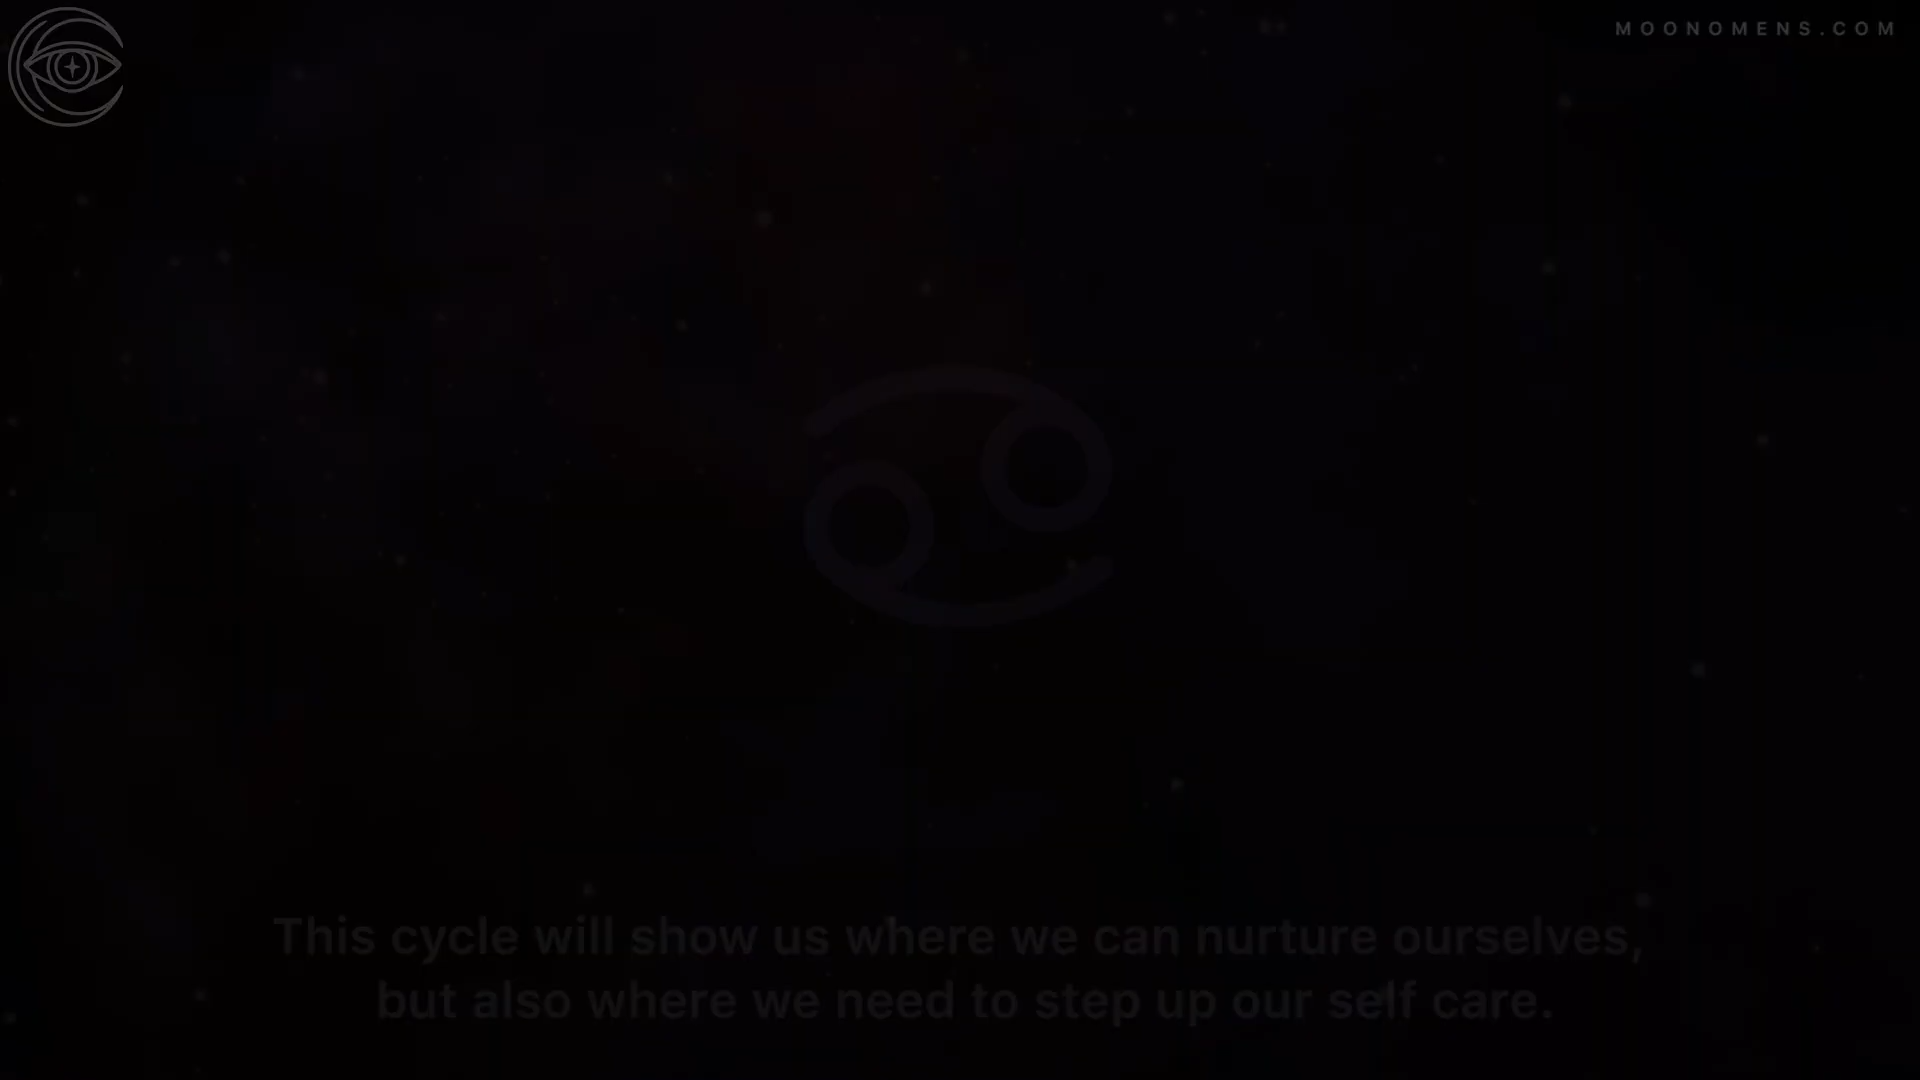 MOONOMENS.COM
This cycle will show us where we can nurture ourselves,
but also where we need to step up our self care.